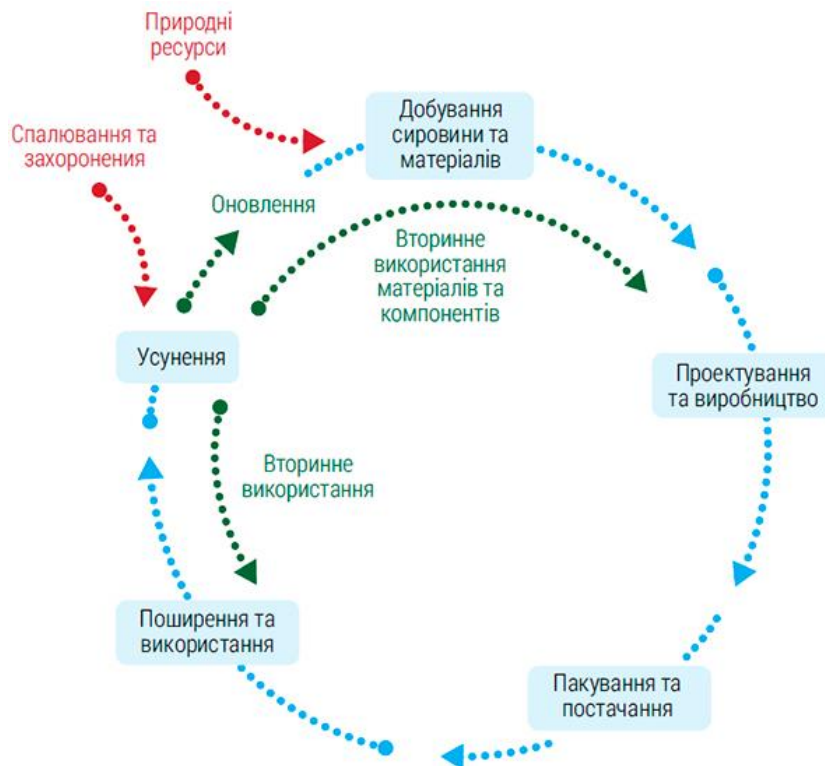 Природні
ресурси
Добування
сировини та
матеріалів
Спалювання та
захоронения
Оновлення
Вторинне
використання
матеріалів та
компонентів
Усунення
Проектування
та виробництво
Вторинне
використання
Поширення та
використання
Пакування та
постачання